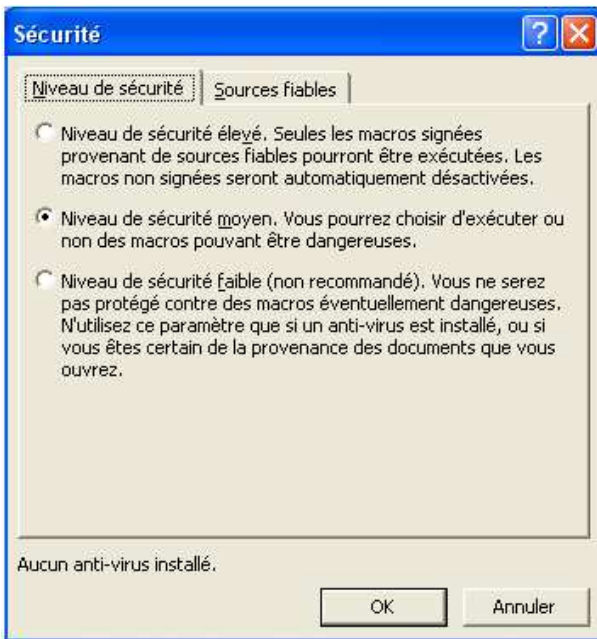 Sécurité
Niveau de sécurité
Sources fiables
Niveau de sécurité élevé. Seules les macros signées
provenant de sources fiables pourront être exécutées. Les
macros non signées seront automatiquement désactivées.
Niveau de sécurité moyen. Vous pourrez choisir d'exécuter ou
non des macros pouvant être dangereuses.
Niveau de sécurité faible (non recommandé). Vous ne serez
pas protégé contre des macros éventuellement dangereuses.
N'utilisez ce paramètre que si un anti-virus est installé, ou si
vous êtes certain de la provenance des documents que vous
ouvrez.
Aucun anti-virus installé.
OK
Annuler